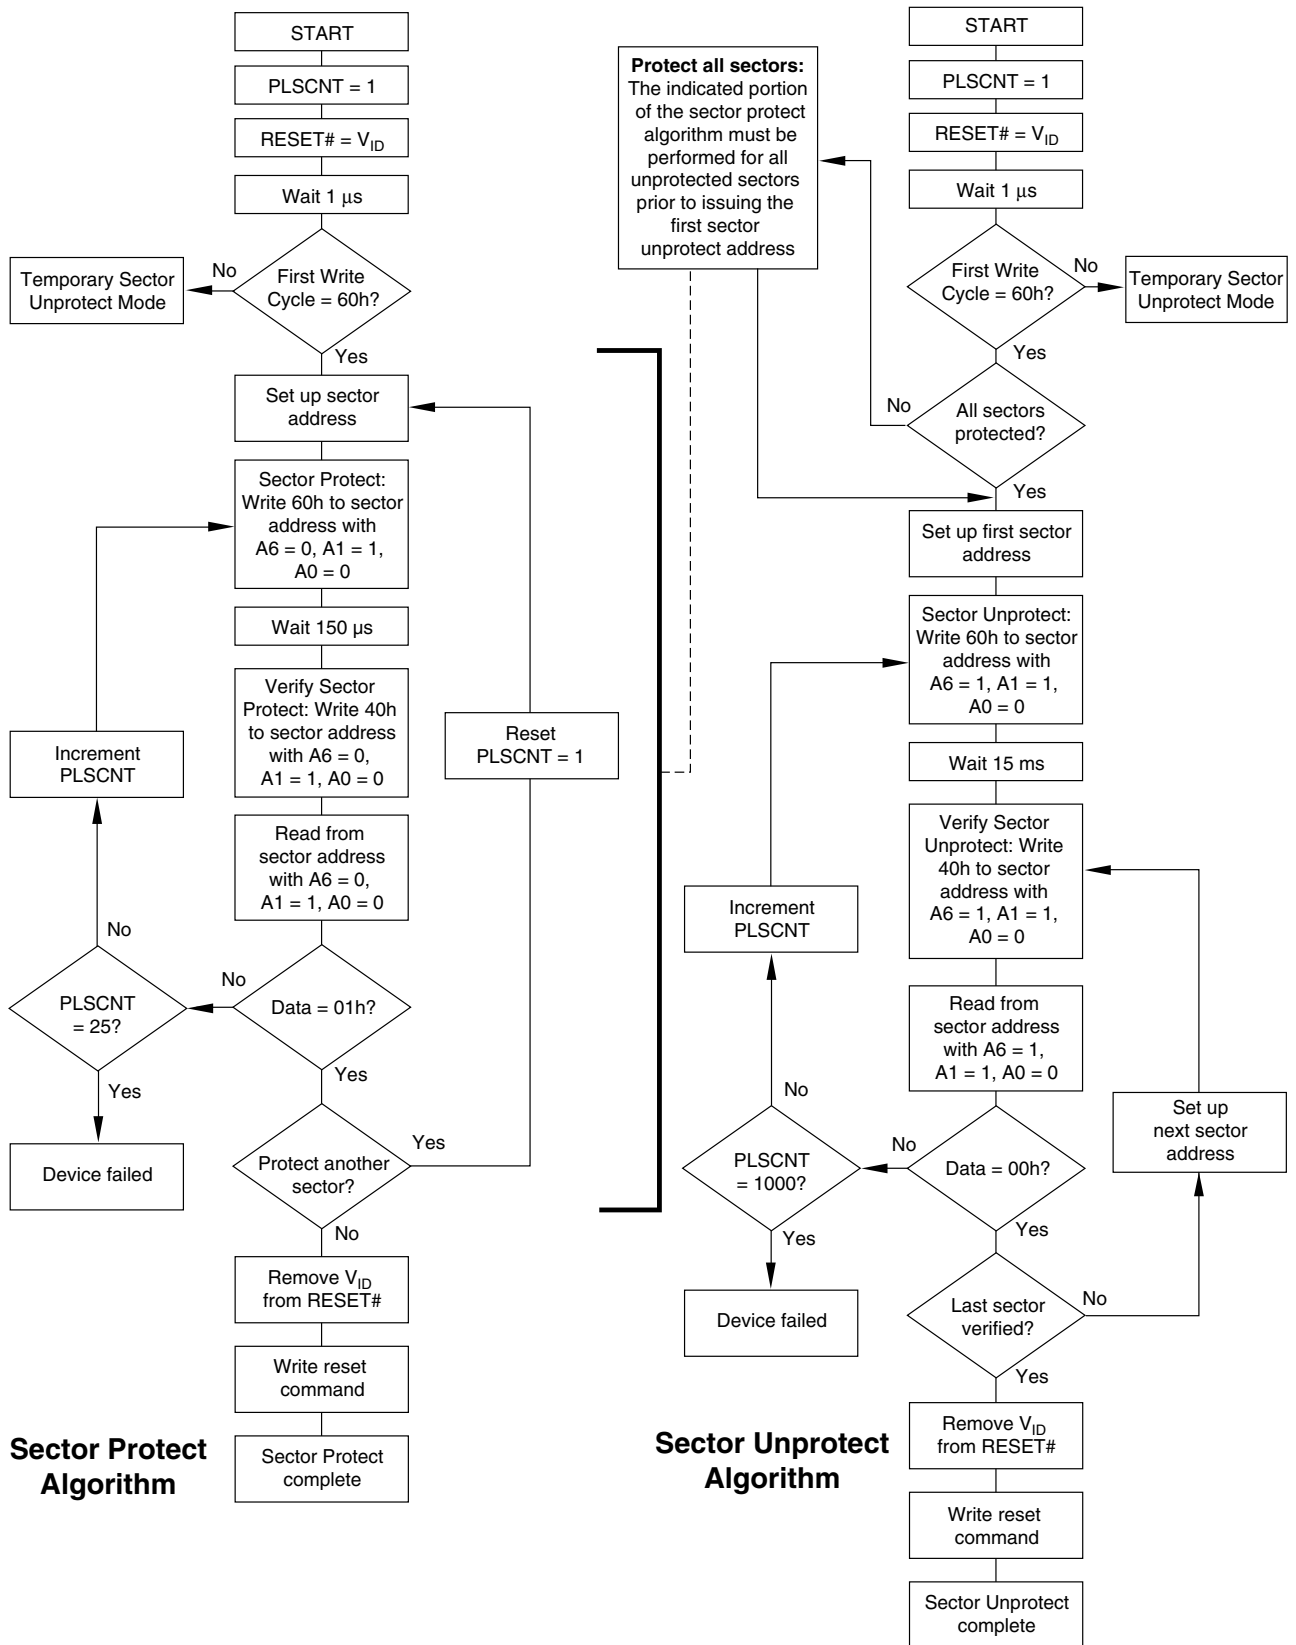 START
PLSCNT = 1
RESET# = VID
Wait 1 μs
First Write
Cycle = 60h?
No
Temporary Sector
Unprotect Mode
Yes
Set up sector
address
Sector Protect:
Write 60h to sector
address with
A6 = 0, A1 = 1,
A0 = 0
Wait 150 µs
Verify Sector
Protect: Write 40h
to sector address
with A6 = 0,
A1 = 1, A0 = 0
Reset
PLSCNT = 1
Increment
PLSCNT
Read from
sector address
with A6 = 0,
A1 = 1, A0 = 0
No
PLSCNT
= 25?
No
Data = 01h?
Yes
Yes
Device failed
Protect another
sector?
Yes
No
Remove VID
from RESET#
Write reset
command
Sector Protect
complete
Sector Protect
Algorithm
Protect all sectors:
The indicated portion
of the sector protect
algorithm must be
performed for all
unprotected sectors
prior to issuing the
first sector
unprotect address
START
PLSCNT = 1
RESET# = VID
Wait 1 μs
First Write
Cycle = 60h?
No
Temporary Sector
Unprotect Mode
Yes
No
All sectors
protected?
Yes
Set up first sector
address
Sector Unprotect:
Write 60h to sector
address with
A6 = 1, A1 = 1,
A0 = 0
Wait 15 ms
Verify Sector
Unprotect: Write
40h to sector
address with
A6 = 1, A1 = 1,
A0 = 0
Increment
PLSCNT
Read from
sector address
with A6 = 1,
A1 = 1, A0 = 0
No
PLSCNT
= 1000?
No
Data = 00h?
Set up
next sector
address
Yes
Yes
Device failed
Last sector
verified?
No
Yes
Remove VID
from RESET#
Write reset
command
Sector Unprotect
complete
Sector Unprotect
Algorithm